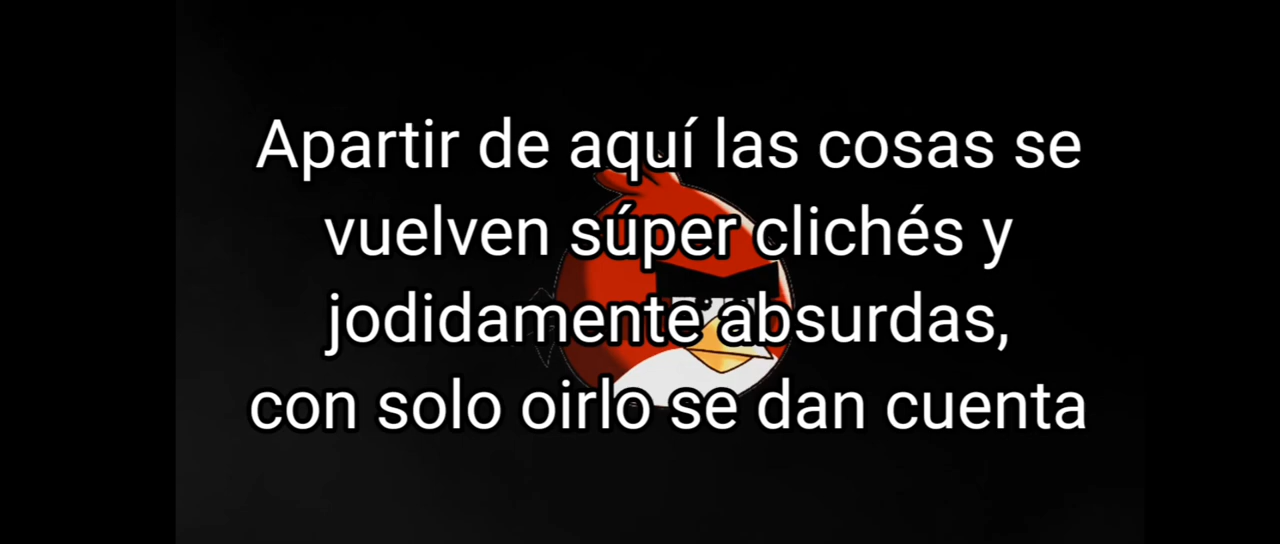 Apartir de aquí las cosas se
vuelven súper clichés y
jodidamente absurdas,
con solo oirlo se dan cuenta